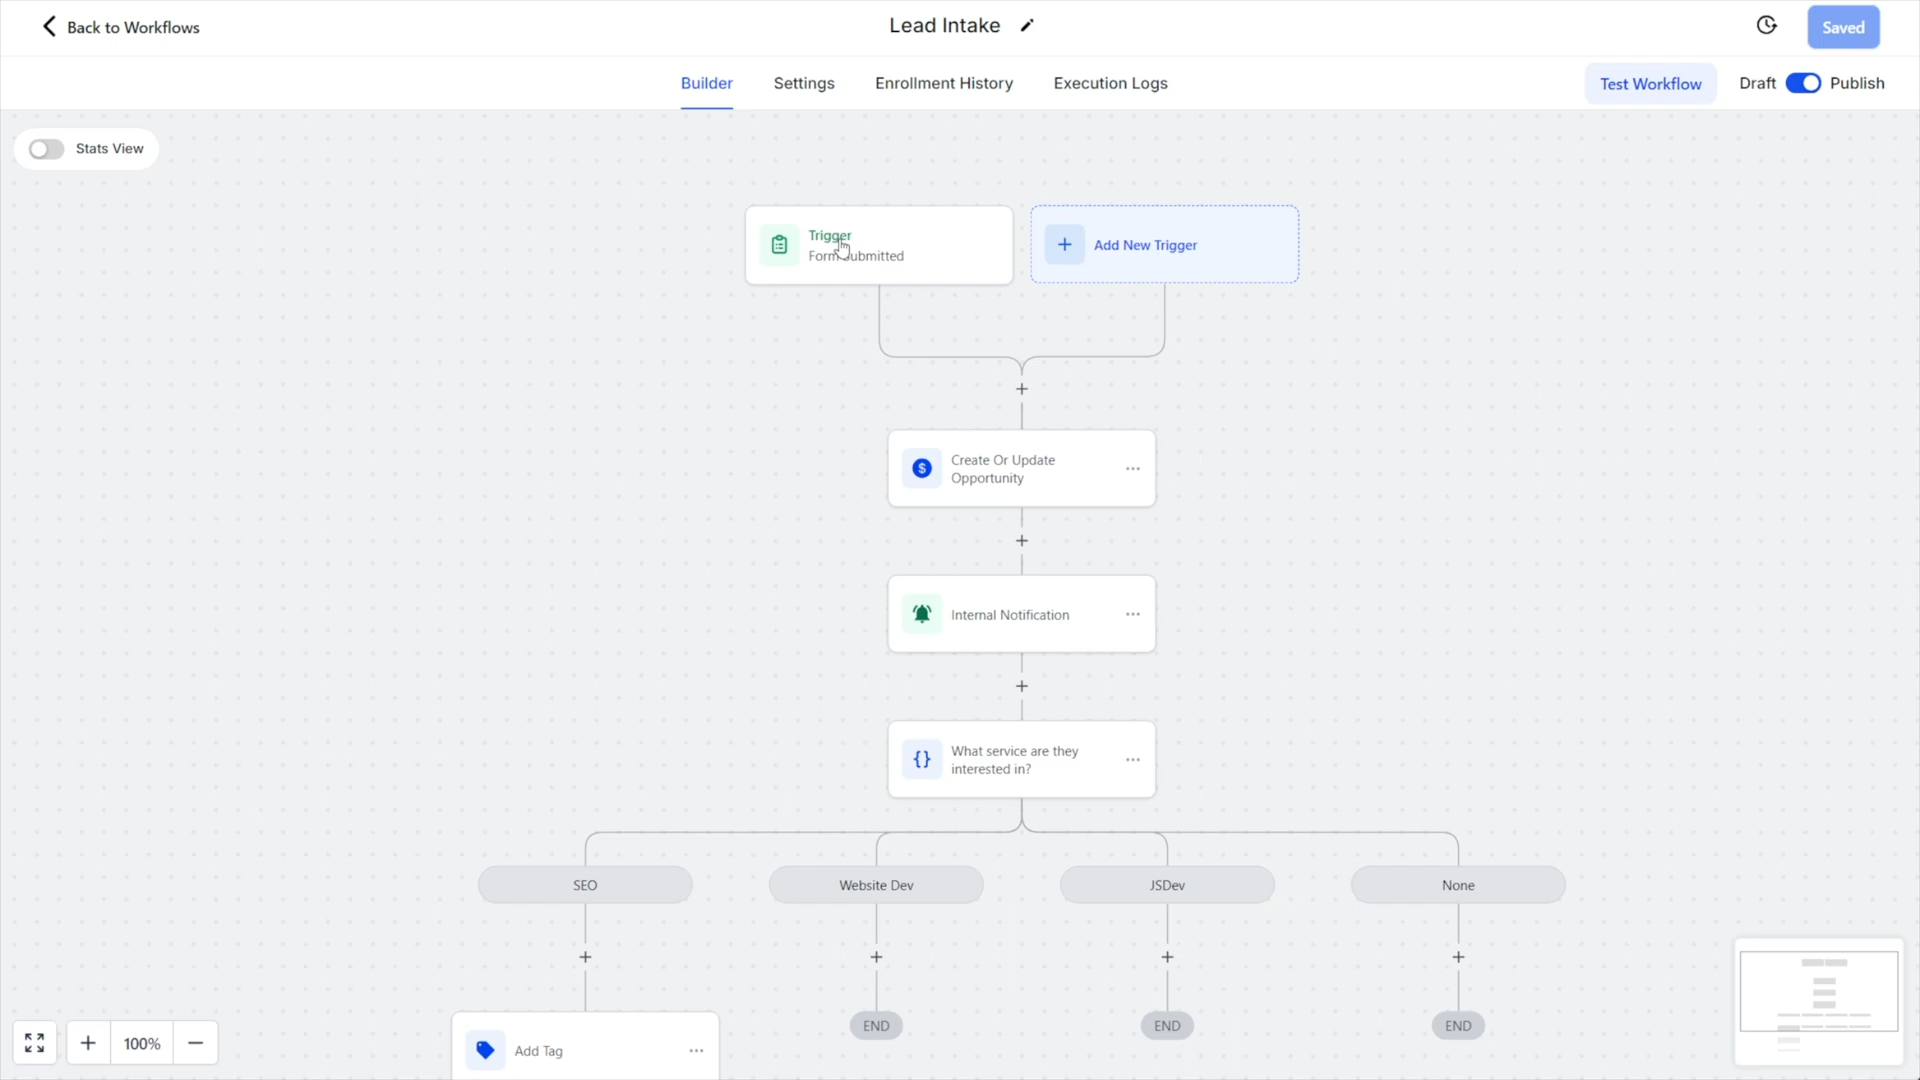 Back to Workflows
Lead Intake
Saved
Builder
Settings
Enrollment History
Execution Logs
Test Workflow
Draft
Publish
Stats View
Trigger
Form Submitted
Add New Trigger
Create Or Update
Opportunity
Internal Notification
What service are they
interested in?
SEO
Website Dev
JSDev
None
END
END
END
Add Tag
100%